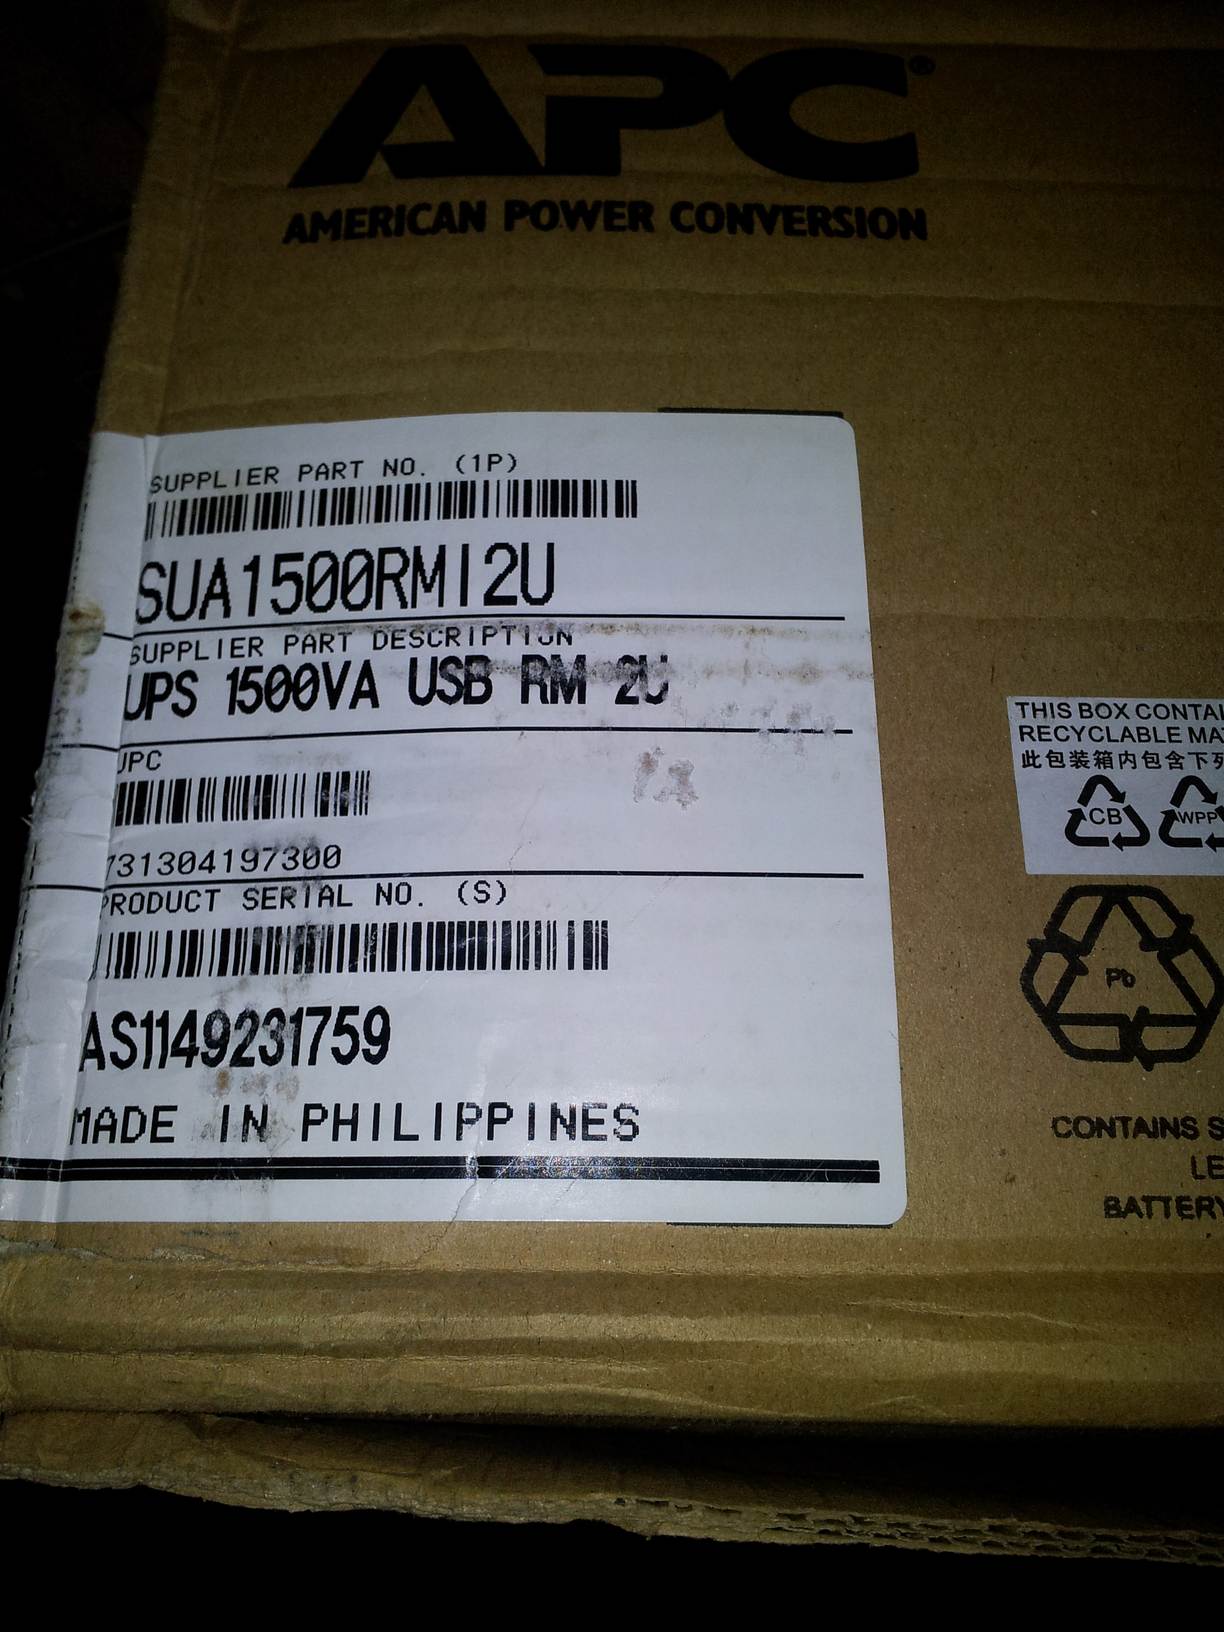 APC®
AMERICAN POWER CONVERSION
SUPPLIER PART NO. (1P)
SUA1500RMI2U
SUPPLIER PART DESCRIPTION
UPS 1500VA USB RM 2U
UPC
731304197300
PRODUCT SERIAL NO. (S)
AS1149231759
MADE IN PHILIPPINES
THIS BOX CONTAI
RECYCLABLE MAT
此包装箱内包含下列
CB WPP
Pb
CONTAINS S
LE
BATTERY